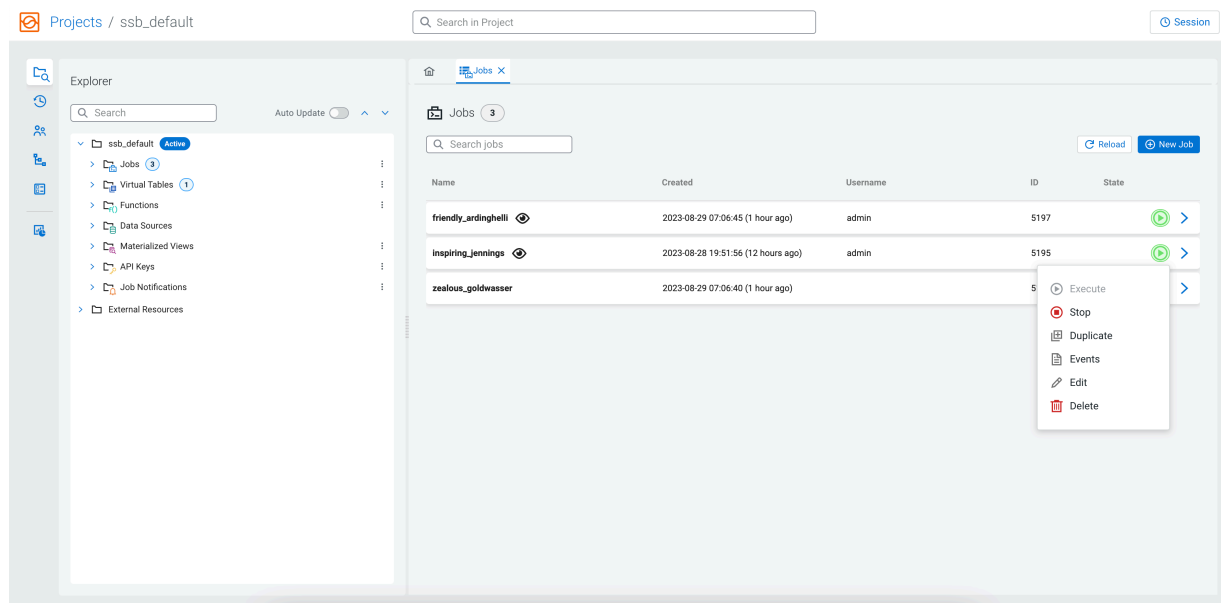 Projects / ssb_default
Search in Project
Session
Explorer
Search
Auto Update
ssb_default Active
Jobs 3
Virtual Tables 1
Functions
Data Sources
Materialized Views
API Keys
Job Notifications
External Resources
Jobs
Jobs 3
Search jobs
Reload
New Job
Name Created Username ID State
friendly_ardinghelli 2023-08-29 07:06:45 (1 hour ago) admin 5197
inspiring_jennings 2023-08-28 19:51:56 (12 hours ago) admin 5195
zealous_goldwasser 2023-08-29 07:06:40 (1 hour ago) 5
Execute
Stop
Duplicate
Events
Edit
Delete